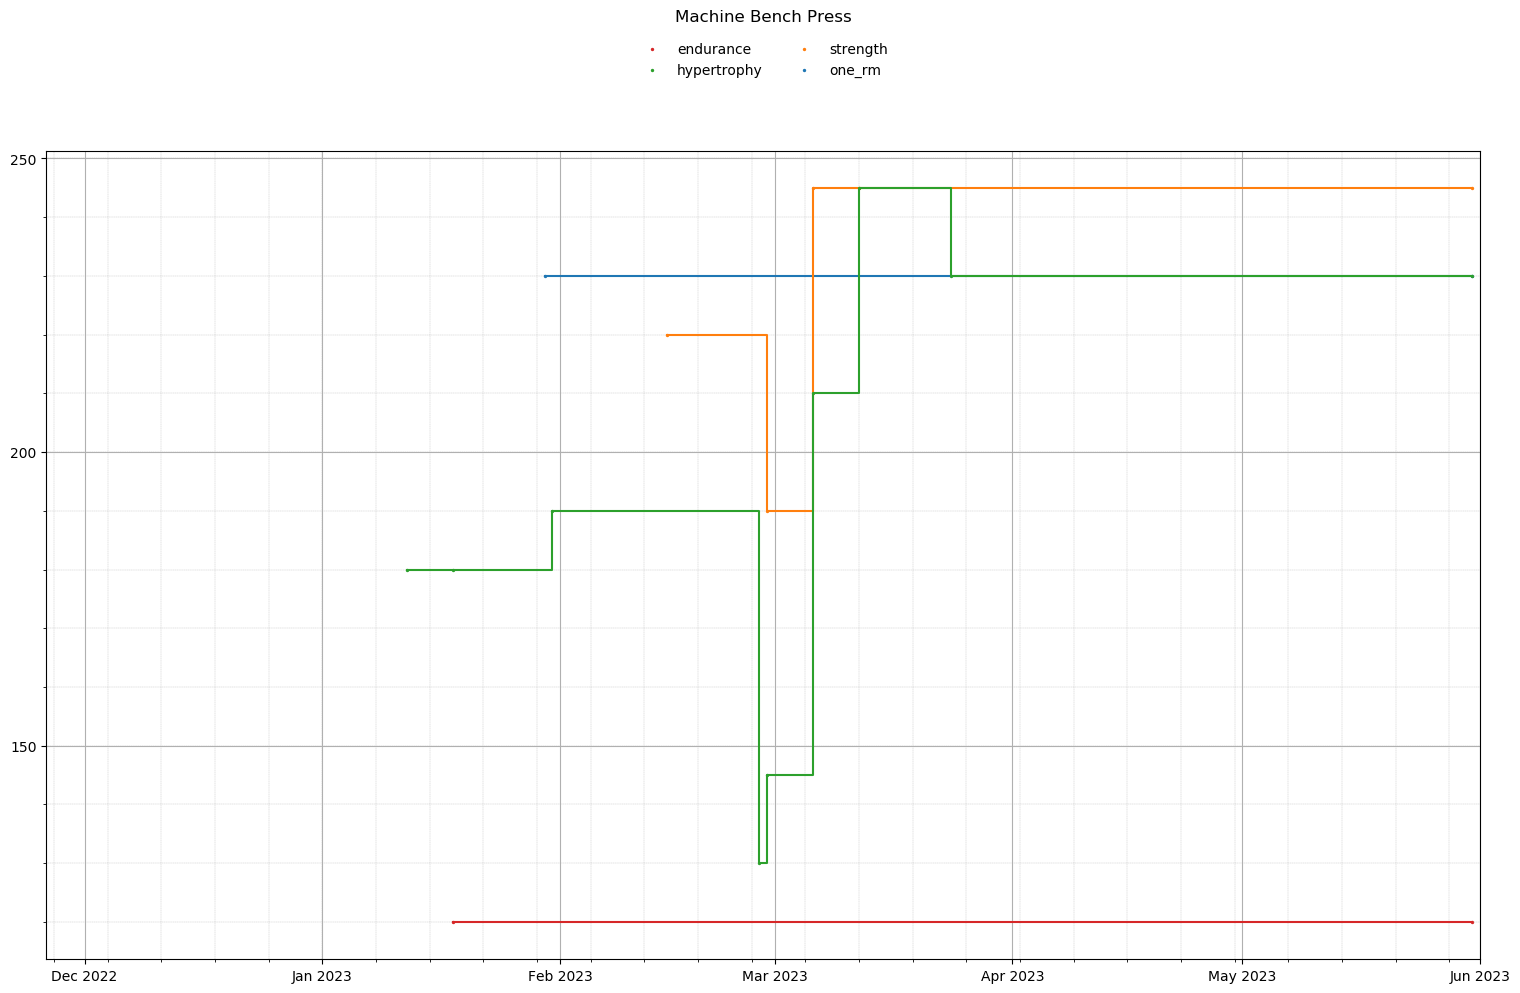 Machine Bench Press
endurance strength
hypertrophy one_rm
250
200
150
Dec 2022 Jan 2023 Feb 2023 Mar 2023 Apr 2023 May 2023 Jun 2023